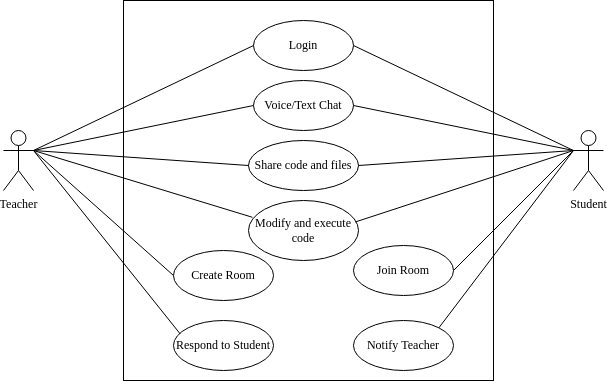 Login
Voice/Text Chat
Share code and files
Teacher
Student
Modify and execute
code
Create Room
Join Room
Respond to Student
Notify Teacher